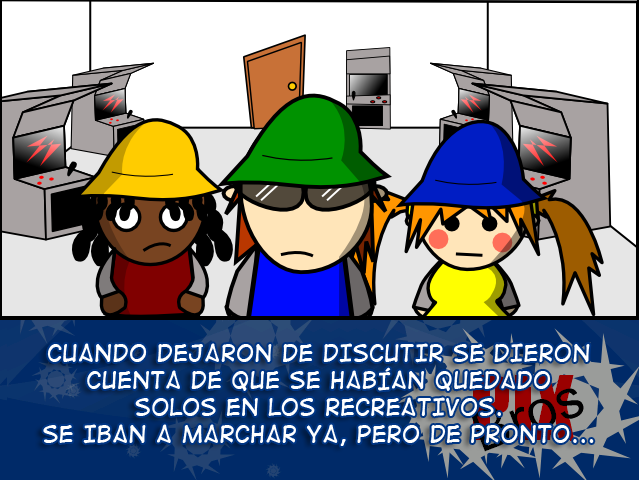 CUANDO DEJARON DE DISCUTIR SE DIERON
CUENTA DE QUE SE HABÍAN QUEDADO
SOLOS EN LOS RECREATIVOS.
SE IBAN A MARCHAR YA, PERO DE PRONTO...